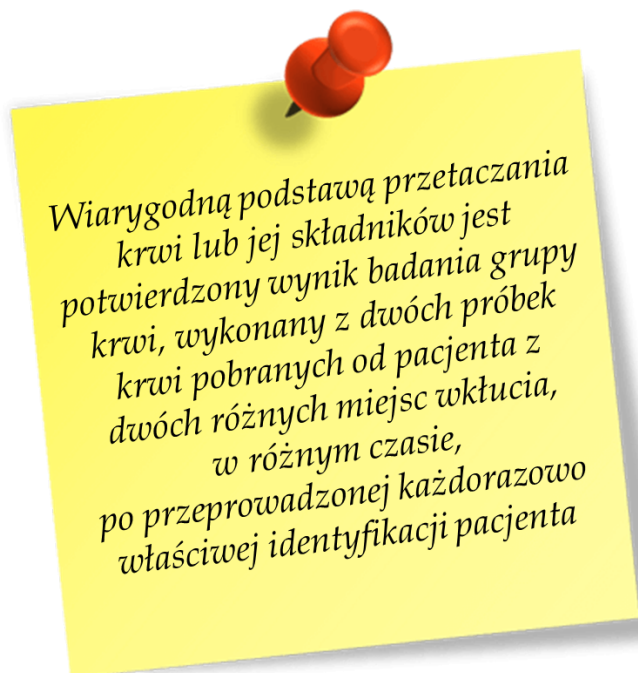 Wiarygodną podstawą przetaczania
krwi lub jej składników jest
potwierdzony wynik badania grupy
krwi, wykonany z dwóch próbek
krwi pobranych od pacjenta z
dwóch różnych miejsc wkłucia,
w różnym czasie,
po przeprowadzonej każdorazowo
właściwej identyfikacji pacjenta